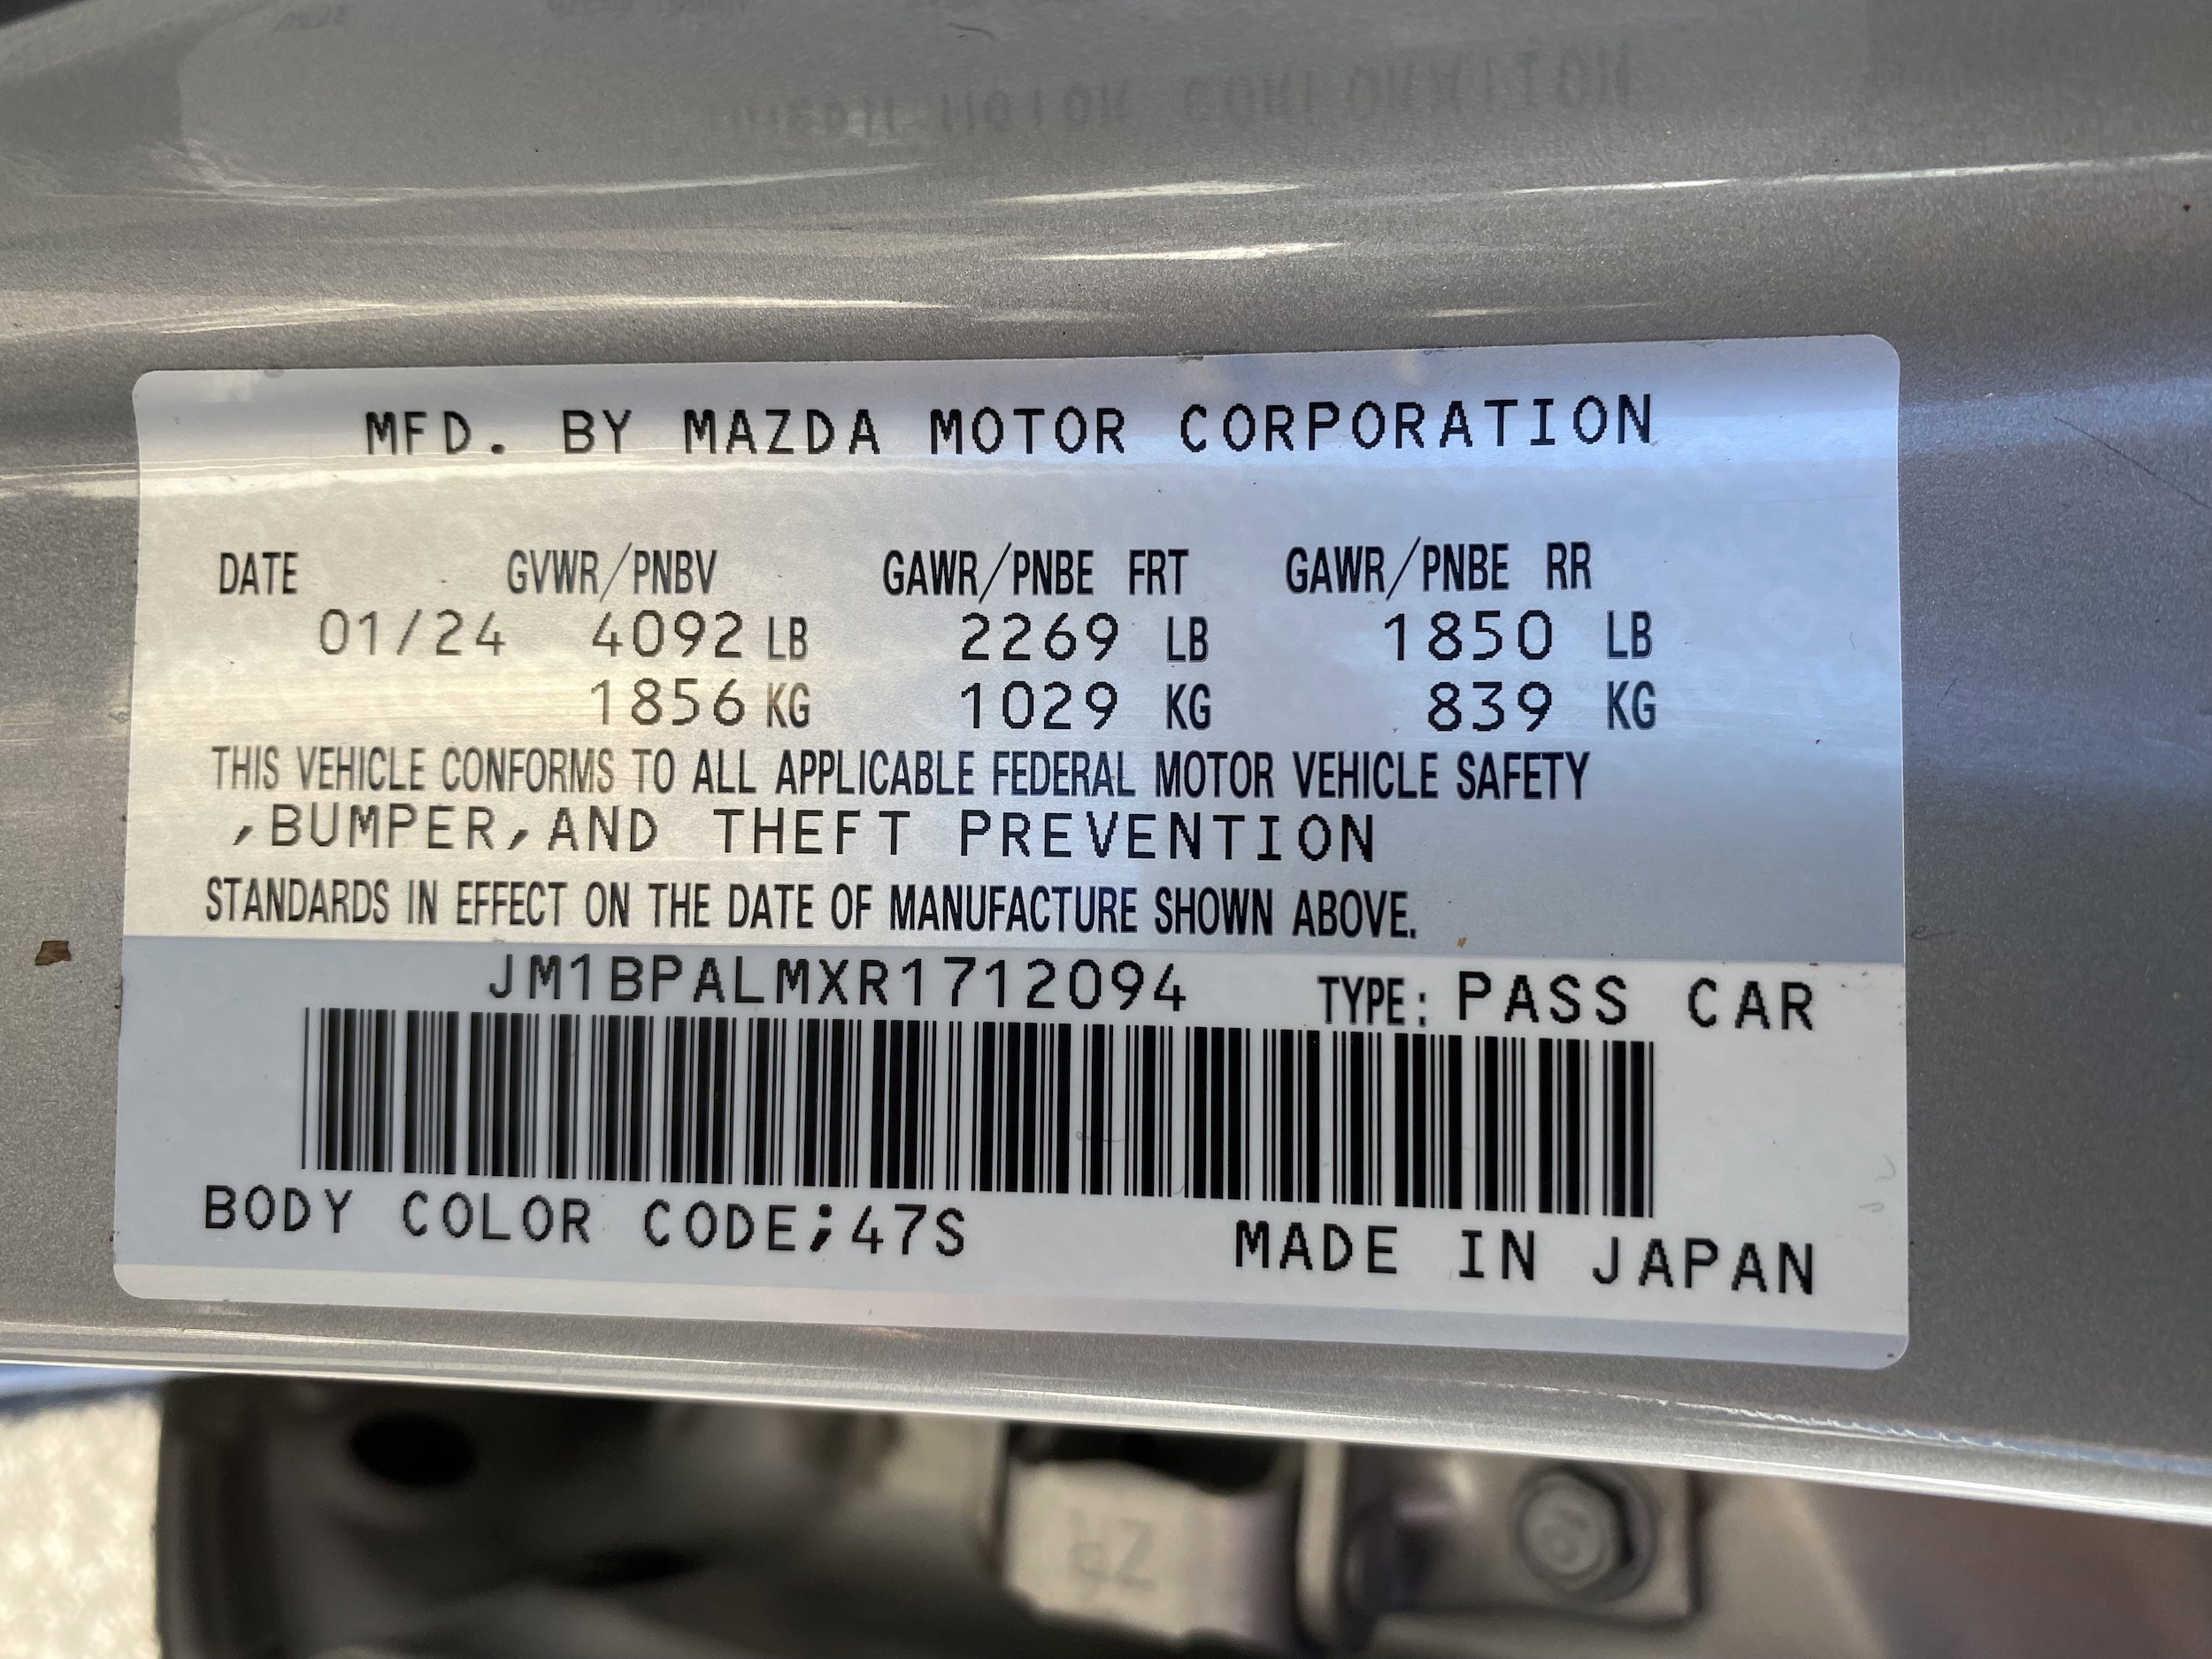 MFD. BY MAZDA MOTOR CORPORATION
DATE GVWR/PNBV GAWR/PNBE FRT GAWR/PNBE RR
01/24 4092 LB 2269 LB 1850 LB
1856 KG 1029 KG 839 KG
THIS VEHICLE CONFORMS TO ALL APPLICABLE FEDERAL MOTOR VEHICLE SAFETY
,BUMPER,AND THEFT PREVENTION
STANDARDS IN EFFECT ON THE DATE OF MANUFACTURE SHOWN ABOVE.
JM1BPALMXR1712094 TYPE: PASS CAR
BODY COLOR CODE;47S MADE IN JAPAN